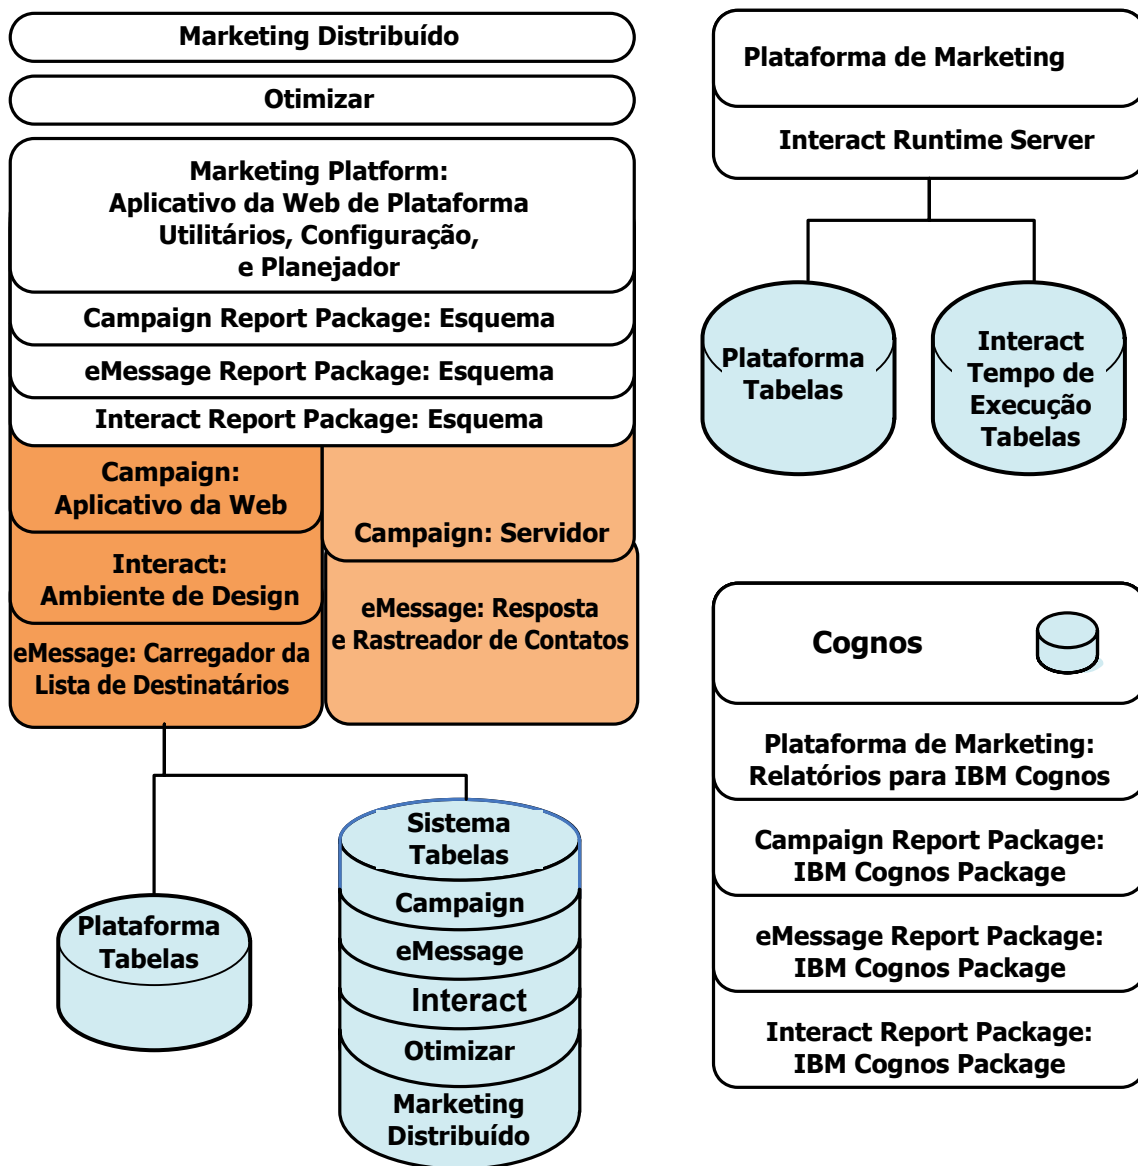 Marketing Distribuído
Otimizar
Marketing Platform:
Aplicativo da Web de Plataforma
Utilitários, Configuração,
e Planejador
Campaign Report Package: Esquema
eMessage Report Package: Esquema
Interact Report Package: Esquema
Campaign:
Aplicativo da Web
Interact:
Ambiente de Design
eMessage: Carregador da
Lista de Destinatários
Campaign: Servidor
eMessage: Resposta
e Rastreador de Contatos
Plataforma
Tabelas
Sistema
Tabelas
Campaign
eMessage
Interact
Otimizar
Marketing
Distribuído
Plataforma de Marketing
Interact Runtime Server
Plataforma
Tabelas
Interact
Tempo de
Execução
Tabelas
Cognos
Plataforma de Marketing:
Relatórios para IBM Cognos
Campaign Report Package:
IBM Cognos Package
eMessage Report Package:
IBM Cognos Package
Interact Report Package:
IBM Cognos Package